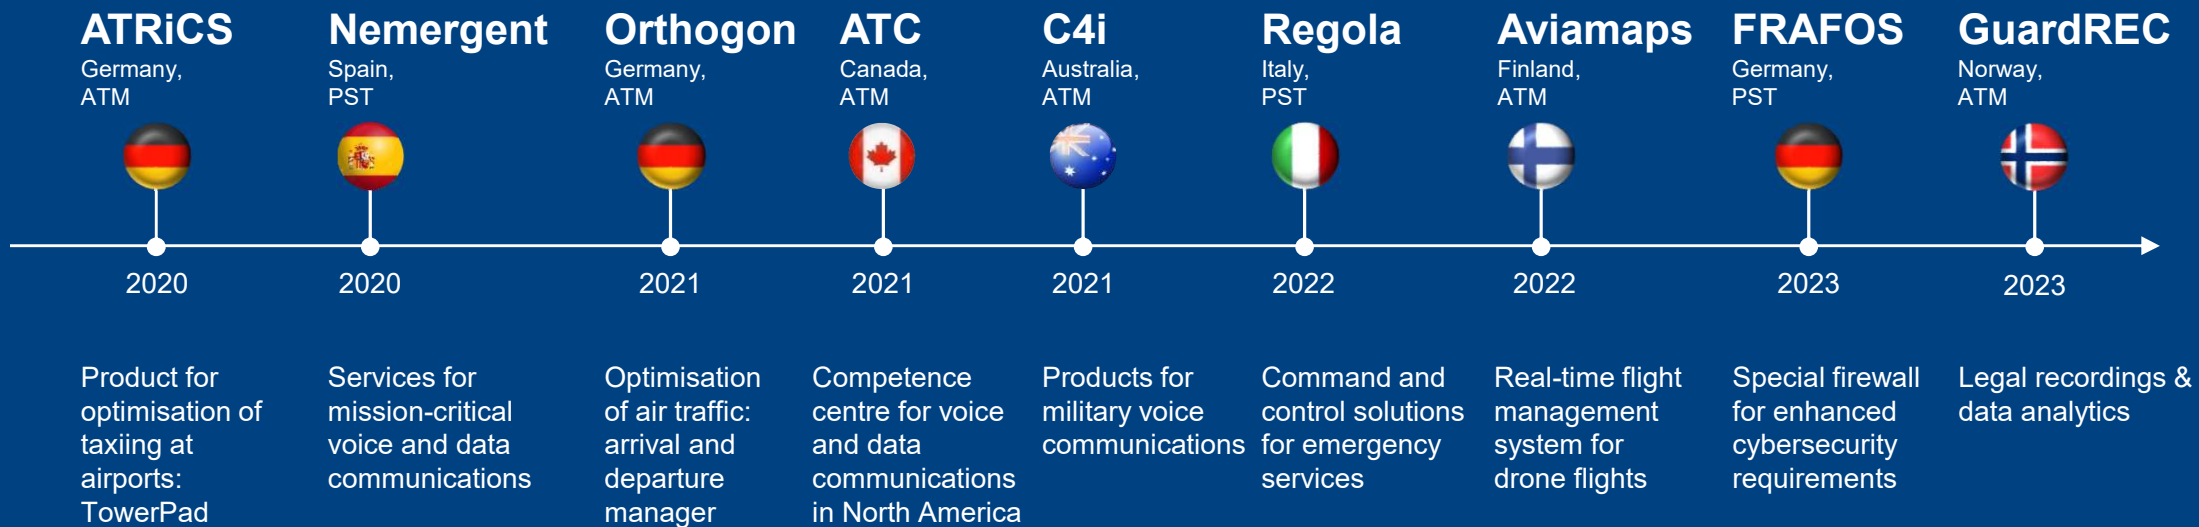 ATRiCS
Germany,
ATM
Nemergent
Spain,
PST
Orthogon
Germany,
ATM
ATC
Canada,
ATM
C4i
Australia,
ATM
Regola
Italy,
PST
Aviamaps
Finland,
ATM
FRAFOS
Germany,
PST
GuardREC
Norway,
ATM
2020
2020
2021
2021
2021
2022
2022
2023
2023
Product for
optimisation of
taxiing at
airports:
TowerPad
Services for
mission-critical
voice and data
communications
Optimisation
of air traffic:
arrival and
departure
manager
Competence
centre for voice
and data
communications
in North America
Products for
military voice
communications
Command and
control solutions
for emergency
services
Real-time flight
management
system for
drone flights
Special firewall
for enhanced
cybersecurity
requirements
Legal recordings &
data analytics